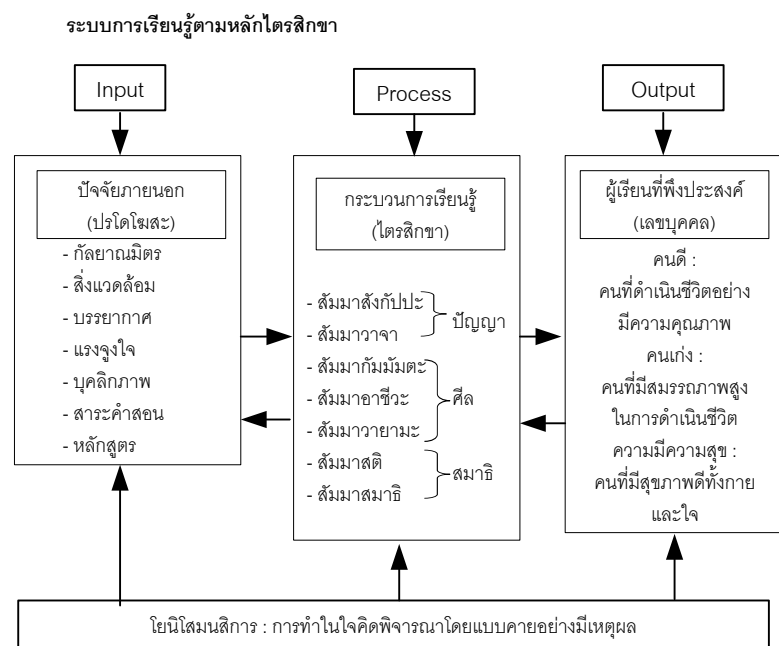 ระบบการเรียนรู้ตามหลักไตรสิกขา
Input
Process
Output
ปัจจัยภายนอก
(ปรโตโฆสะ)
- กัลยาณมิตร
- สิ่งแวดล้อม
- บรรยากาศ
- แรงจูงใจ
- บุคลิกภาพ
- สาระคำสอน
- หลักสูตร
กระบวนการเรียนรู้
(ไตรสิกขา)
- สัมมาสังกัปปะ
- สัมมาวาจา
ปัญญา
- สัมมากัมมัมตะ
- สัมมาอาชีวะ
- สัมมาวายามะ
ศีล
- สัมมาสติ
- สัมมาสมาธิ
สมาธิ
ผู้เรียนที่พึงประสงค์
(เลขบุคคล)
คนดี :
คนที่ดำเนินชีวิตอย่าง
มีความคุณภาพ
คนเก่ง :
คนที่มีสมรรถภาพสูง
ในการดำเนินชีวิต
ความมีความสุข :
คนที่มีสุขภาพดีทั้งกาย
และใจ
โยนิโสมนสิการ : การทำในใจคิดพิจารณาโดยแบบคายอย่างมีเหตุผล